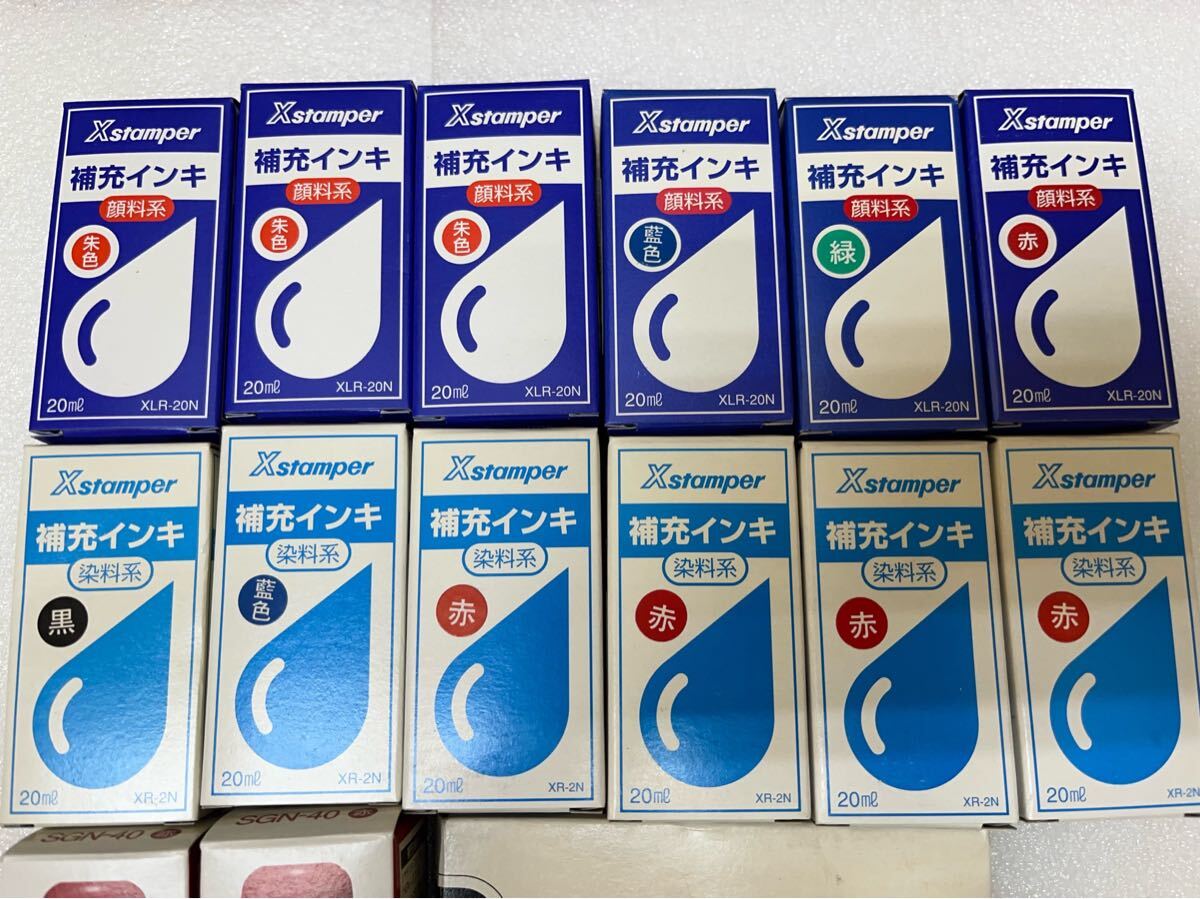 Xstamper
補充インキ
顔料系
朱色
20ml
XLR-20N
Xstamper
補充インキ
顔料系
朱色
20ml
XLR-20N
Xstamper
補充インキ
顔料系
朱色
20ml
XLR-20N
Xstamper
補充インキ
顔料系
藍色
20ml
XLR-20N
Xstamper
補充インキ
顔料系
緑
20ml
XLR-20N
Xstamper
補充インキ
顔料系
赤
20ml
XLR-20N
Xstamper
補充インキ
染料系
黒
20ml
XR-2N
Xstamper
補充インキ
染料系
藍色
20ml
XR-2N
Xstamper
補充インキ
染料系
赤
20ml
XR-2N
Xstamper
補充インキ
染料系
赤
20ml
XR-2N
Xstamper
補充インキ
染料系
赤
20ml
XR-2N
Xstamper
補充インキ
染料系
赤
20ml
XR-2N
SGN-40
SGN-40